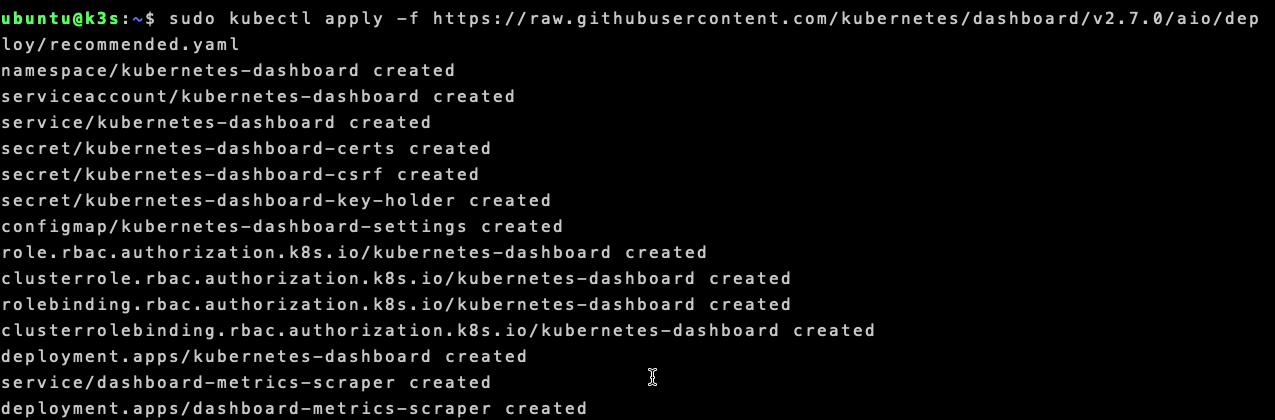 ubuntu@k3s:~$ sudo kubectl apply -f https://raw.githubusercontent.com/kubernetes/dashboard/v2.7.0/aio/dep
loy/recommended.yaml
namespace/kubernetes-dashboard created
serviceaccount/kubernetes-dashboard created
service/kubernetes-dashboard created
secret/kubernetes-dashboard-certs created
secret/kubernetes-dashboard-csrf created
secret/kubernetes-dashboard-key-holder created
configmap/kubernetes-dashboard-settings created
role.rbac.authorization.k8s.io/kubernetes-dashboard created
clusterrole.rbac.authorization.k8s.io/kubernetes-dashboard created
rolebinding.rbac.authorization.k8s.io/kubernetes-dashboard created
clusterrolebinding.rbac.authorization.k8s.io/kubernetes-dashboard created
deployment.apps/kubernetes-dashboard created
service/dashboard-metrics-scraper created
deployment.apps/dashboard-metrics-scraper created